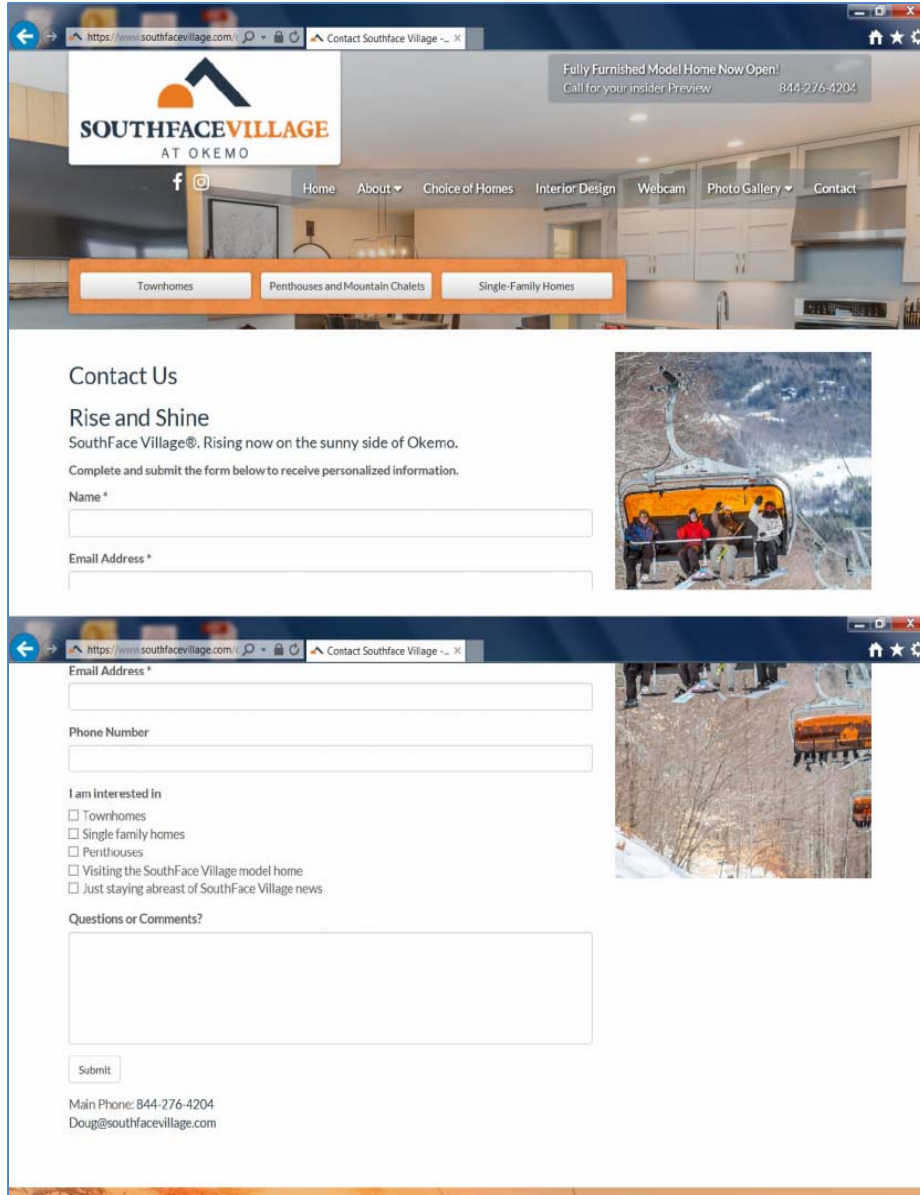 https://www.southfacevillage.com/c
Contact Southface Village -...
SOUTHFACEVILLAGE
AT OKEMO
Fully Furnished Model Home Now Open!
Call for your insider Preview 844-276-4204
Home About Choice of Homes Interior Design Webcam Photo Gallery Contact
Townhomes Penthouses and Mountain Chalets Single-Family Homes
Contact Us
Rise and Shine
SouthFace Village®. Rising now on the sunny side of Okemo.
Complete and submit the form below to receive personalized information.
Name *
Email Address *
https://www.southfacevillage.com/c
Contact Southface Village -...
Email Address *
Phone Number
I am interested in
Townhomes
Single family homes
Penthouses
Visiting the SouthFace Village model home
Just staying abreast of SouthFace Village news
Questions or Comments?
Submit
Main Phone: 844-276-4204
Doug@southfacevillage.com